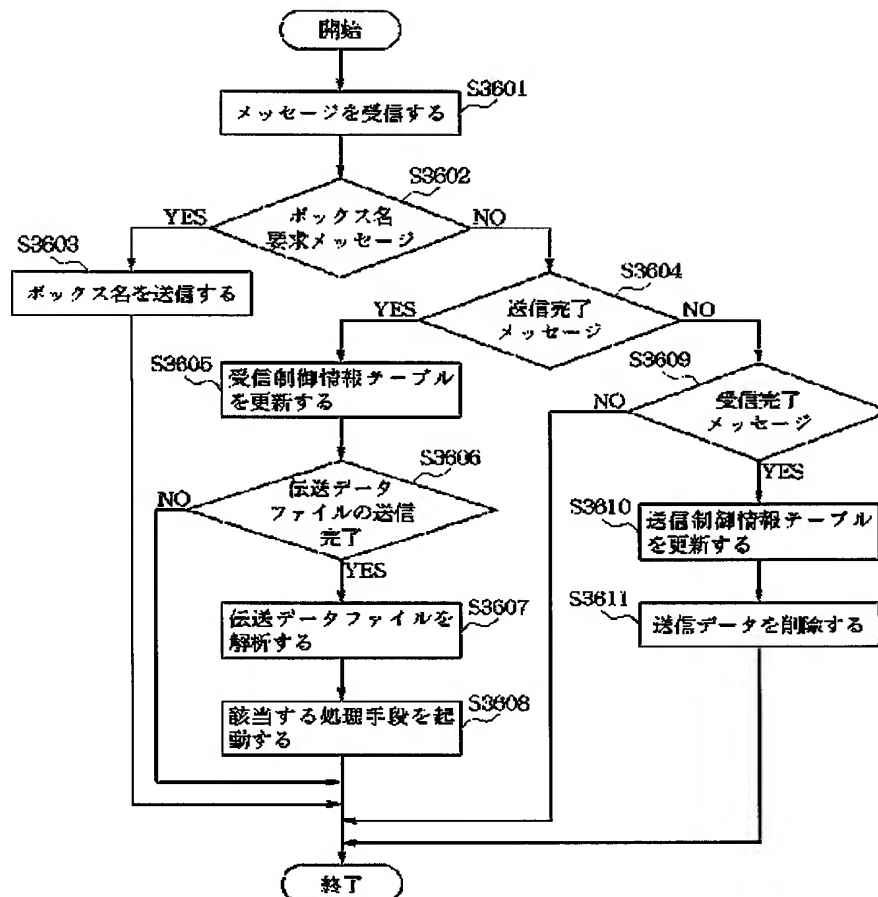 開始
S3601
メッセージを受信する
S3602
ボックス名
要求メッセージ
YES
NO
S3603
ボックス名を送信する
S3604
送信完了
メッセージ
YES
NO
S3605
受信制御情報テーブル
を更新する
S3609
受信完了
メッセージ
NO
YES
S3606
伝送データ
ファイルの送信
完了
NO
YES
S3610
送信制御情報テーブル
を更新する
S3607
伝送データファイルを
解析する
S3611
送信データを削除する
S3608
該当する処理手段を起
動する
終了